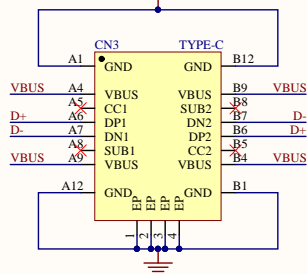 CN3 TYPE-C
A1 GND GND B12
VBUS A4 VBUS VBUS B9 VBUS
A5 CC1 SUB2 B8
D+ A6 DP1 DN2 B7 D-
D- A7 DN1 DP2 B6 D+
A8 SUB1 CC2 B5
VBUS A9 VBUS VBUS B4 VBUS
A12 GND GND B1
EP EP EP EP
1 2 3 4